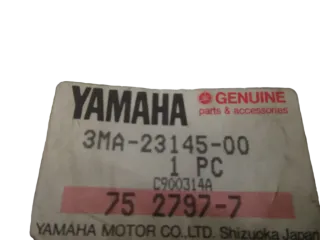 YAMAHA GENUINE
parts & accessories
3MA-23145-00
1 PC
C900314A
75 2797-7
YAMAHA MOTOR CO. LTD. Shizuoka Japan